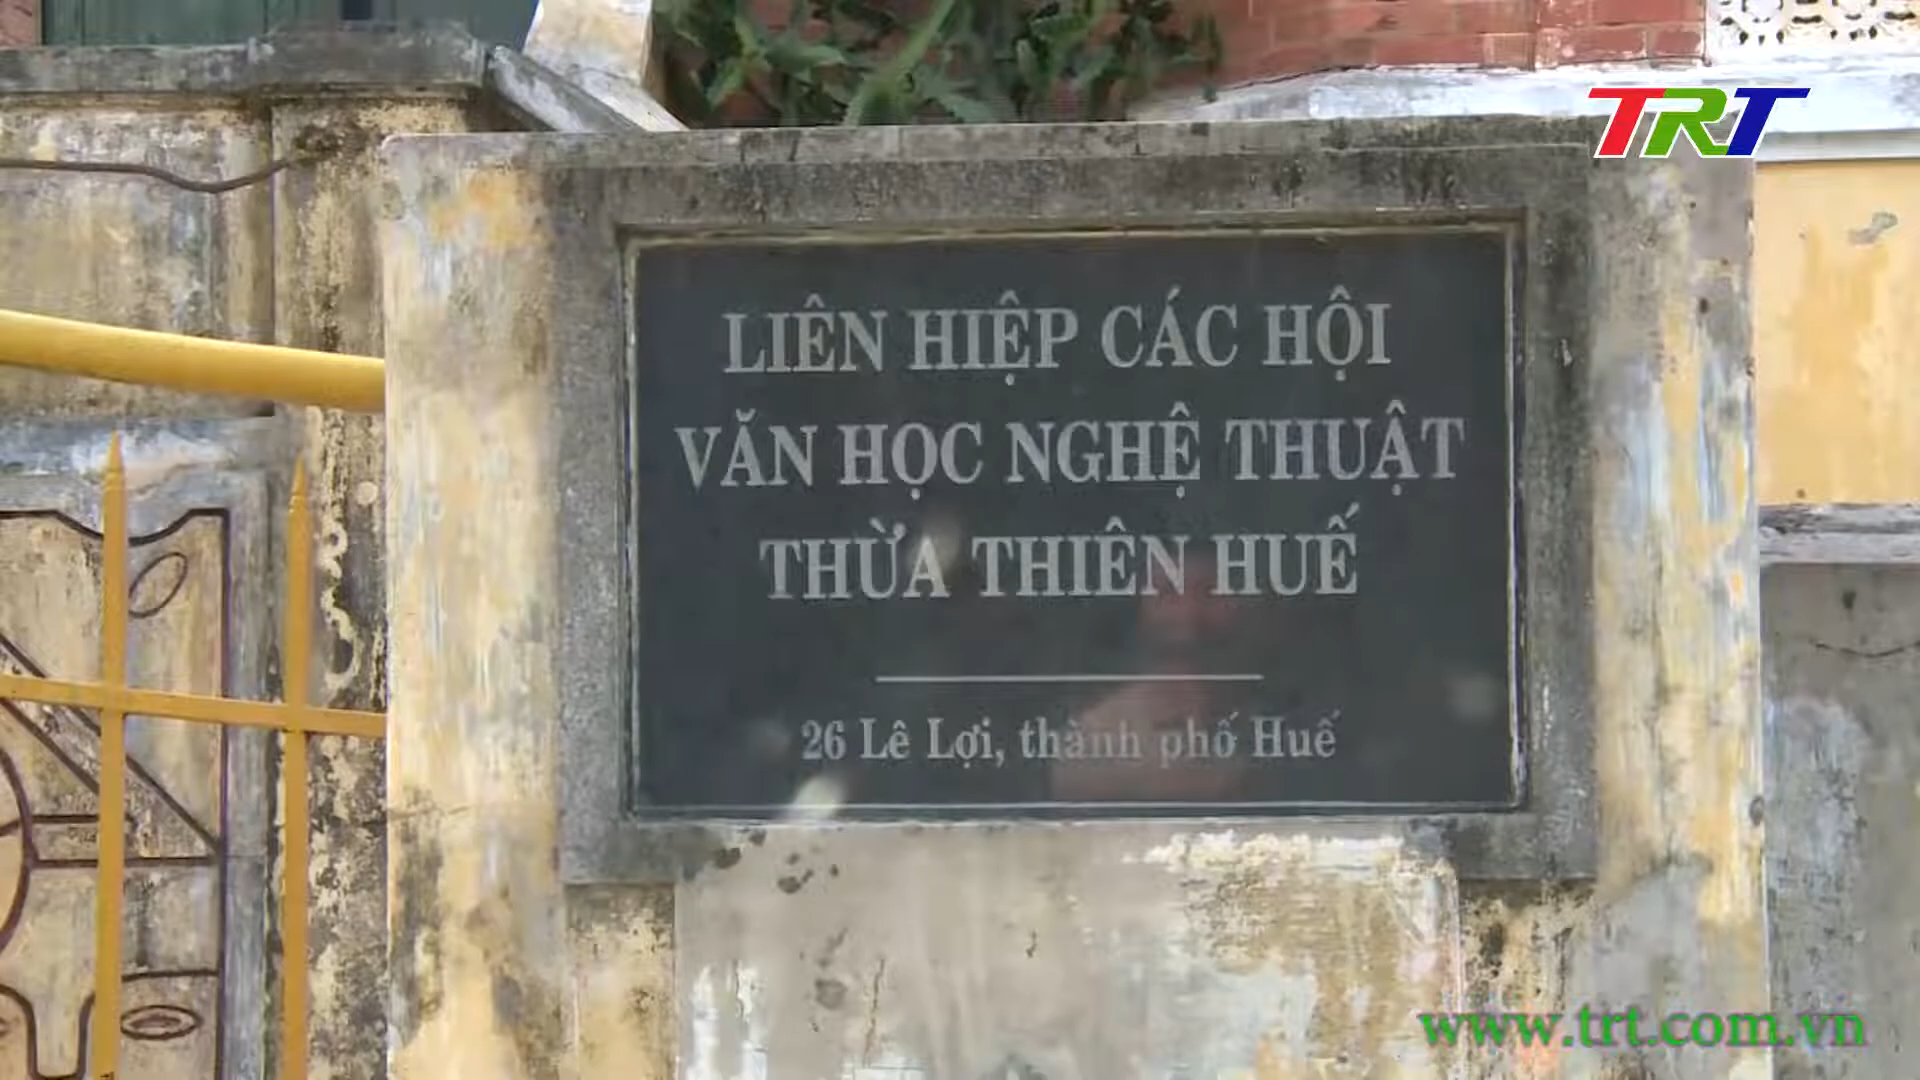 TRT
LIÊN HIỆP CÁC HỘI
VĂN HỌC NGHỆ THUẬT
THỪA THIÊN HUẾ
26 Lê Lợi, thành phố Huế
www.trt.com.vn